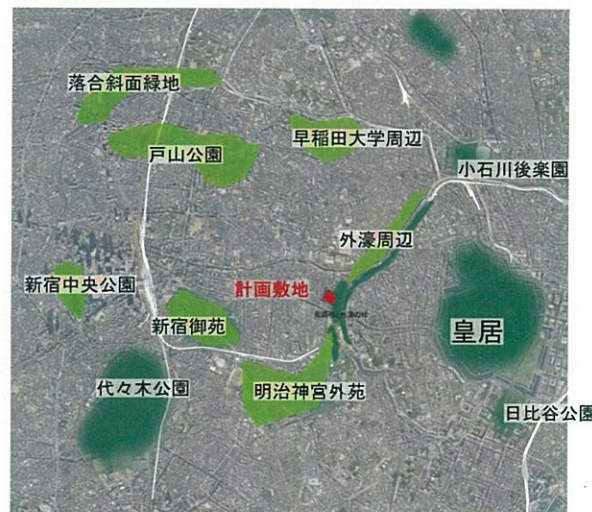 落合斜面緑地
早稲田大学周辺
戸山公園
小石川後楽園
外濠周辺
新宿中央公園
計画敷地
新宿御苑
皇居
代々木公園
明治神宮外苑
日比谷公園